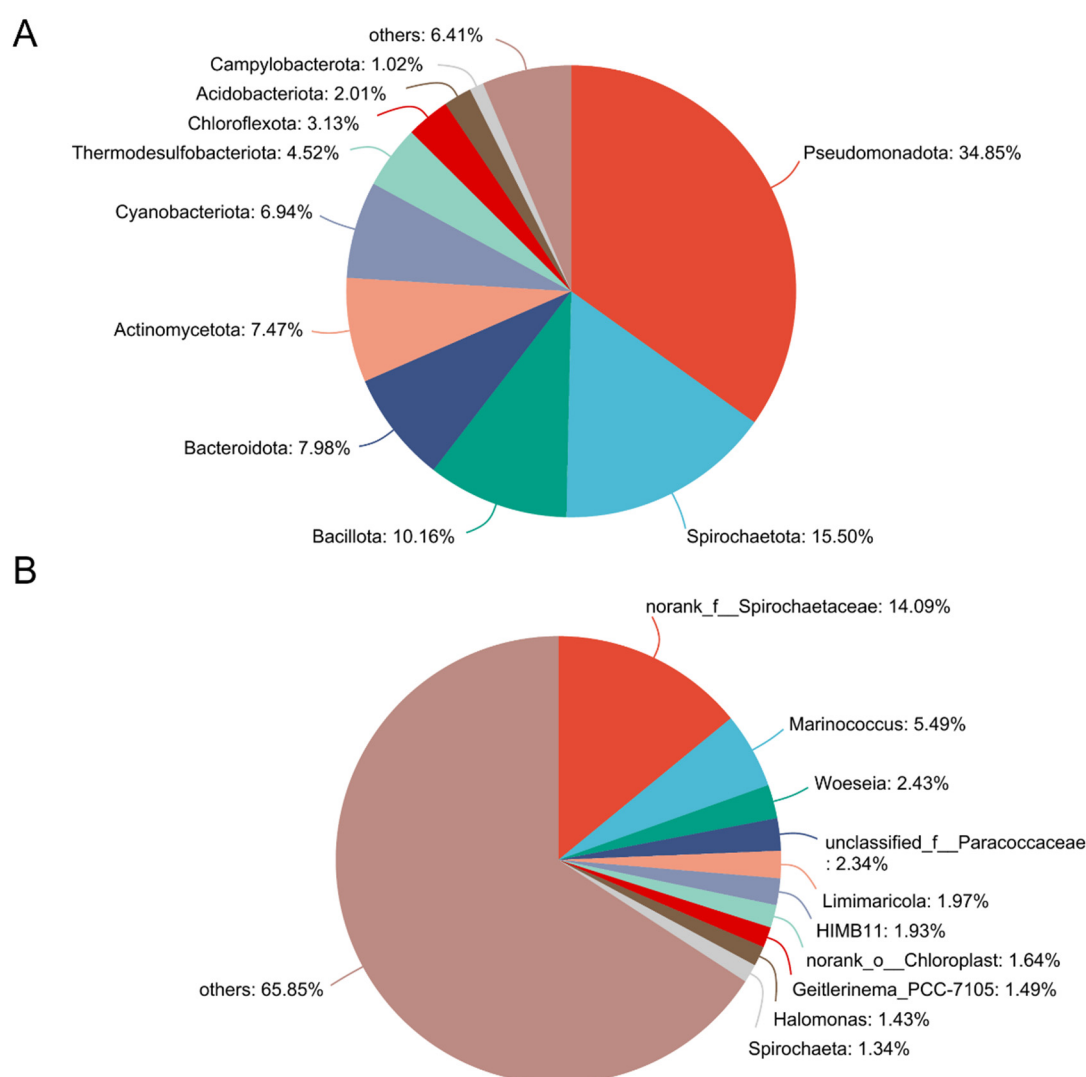 A
others: 6.41%
Campylobacterota: 1.02%
Acidobacteriota: 2.01%
Chloroflexota: 3.13%
Thermodesulfobacteriota: 4.52%
Cyanobacteriota: 6.94%
Actinomycetota: 7.47%
Bacteroidota: 7.98%
Bacillota: 10.16%
Pseudomonadota: 34.85%
Spirochaetota: 15.50%
B
norank_f__Spirochaetaceae: 14.09%
Marinococcus: 5.49%
Woeseia: 2.43%
unclassified_f__Paracoccaceae
: 2.34%
Limimaricola: 1.97%
HIMB11: 1.93%
norank_o__Chloroplast: 1.64%
Geitlerinema_PCC-7105: 1.49%
Halomonas: 1.43%
Spirochaeta: 1.34%
others: 65.85%